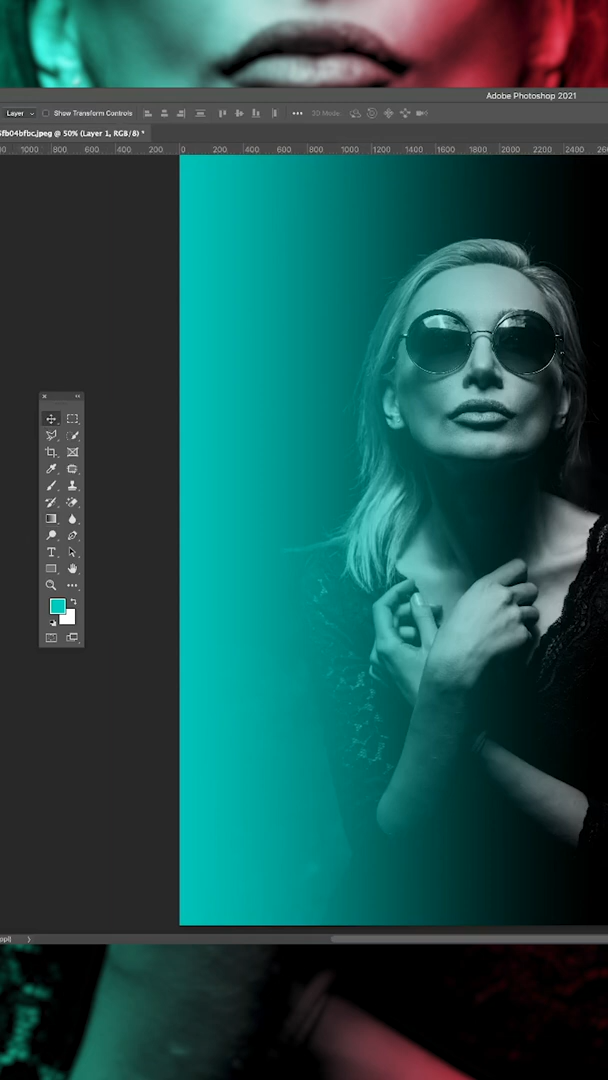 Adobe Photoshop 2021
Layer Show Transform Controls 3D Mode
5fb04bfbc.jpeg @ 50% (Layer 1, RGB/8) *
1000 800 600 400 200 0 200 400 600 800 1000 1200 1400 1600 1800 2000 2200 2400